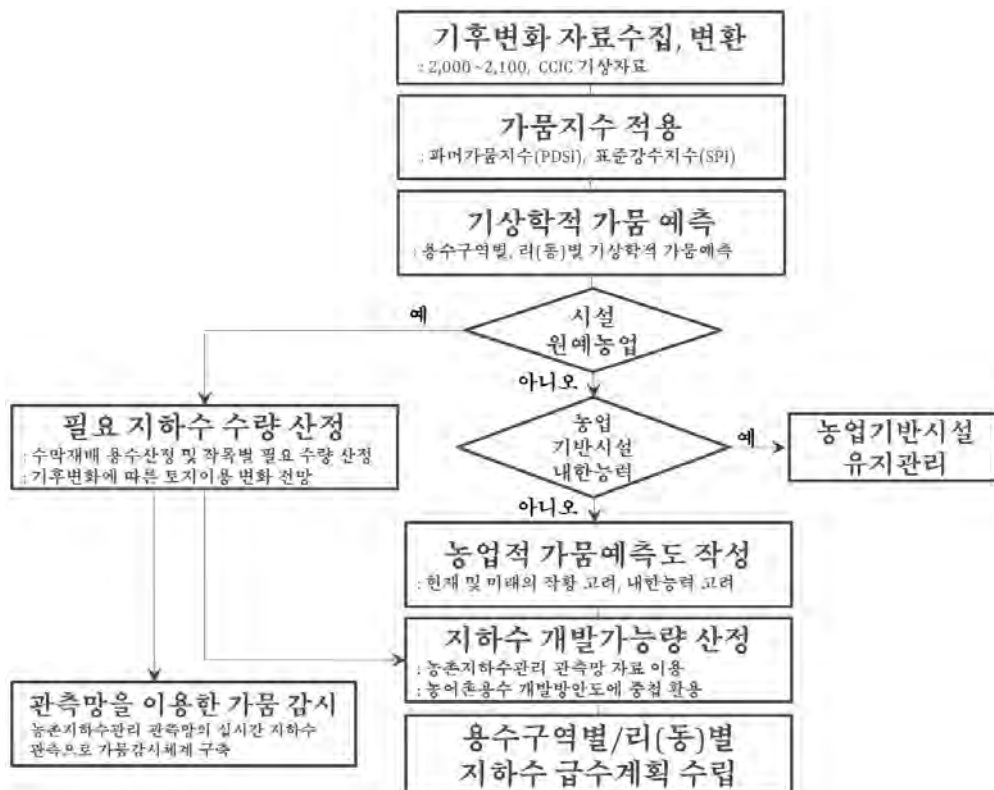 기후변화 자료수집, 변환
: 2,000~2,100, CCIC 기상자료
가뭄지수 적용
: 파머가뭄지수(PDSI), 표준강수지수(SPI)
기상학적 가뭄 예측
: 용수구역별, 리(동)별 기상학적 가뭄예측
예
시설
원예농업
아니오
필요 지하수 수량 산정
: 수막재배 용수산정 및 작목별 필요 수량 산정
: 기후변화에 따른 토지이용 변화 전망
농업
기반시설
내한능력
예
농업기반시설
유지관리
아니오
농업적 가뭄예측도 작성
: 현재 및 미래의 작황 고려, 내한능력 고려
지하수 개발가능량 산정
: 농촌지하수관리 관측망 자료 이용
: 농어촌용수 개발방안도에 중첩 활용
관측망을 이용한 가뭄 감시
농촌지하수관리 관측망의 실시간 지하수
관측으로 가뭄감시체계 구축
용수구역별/리(동)별
지하수 급수계획 수립